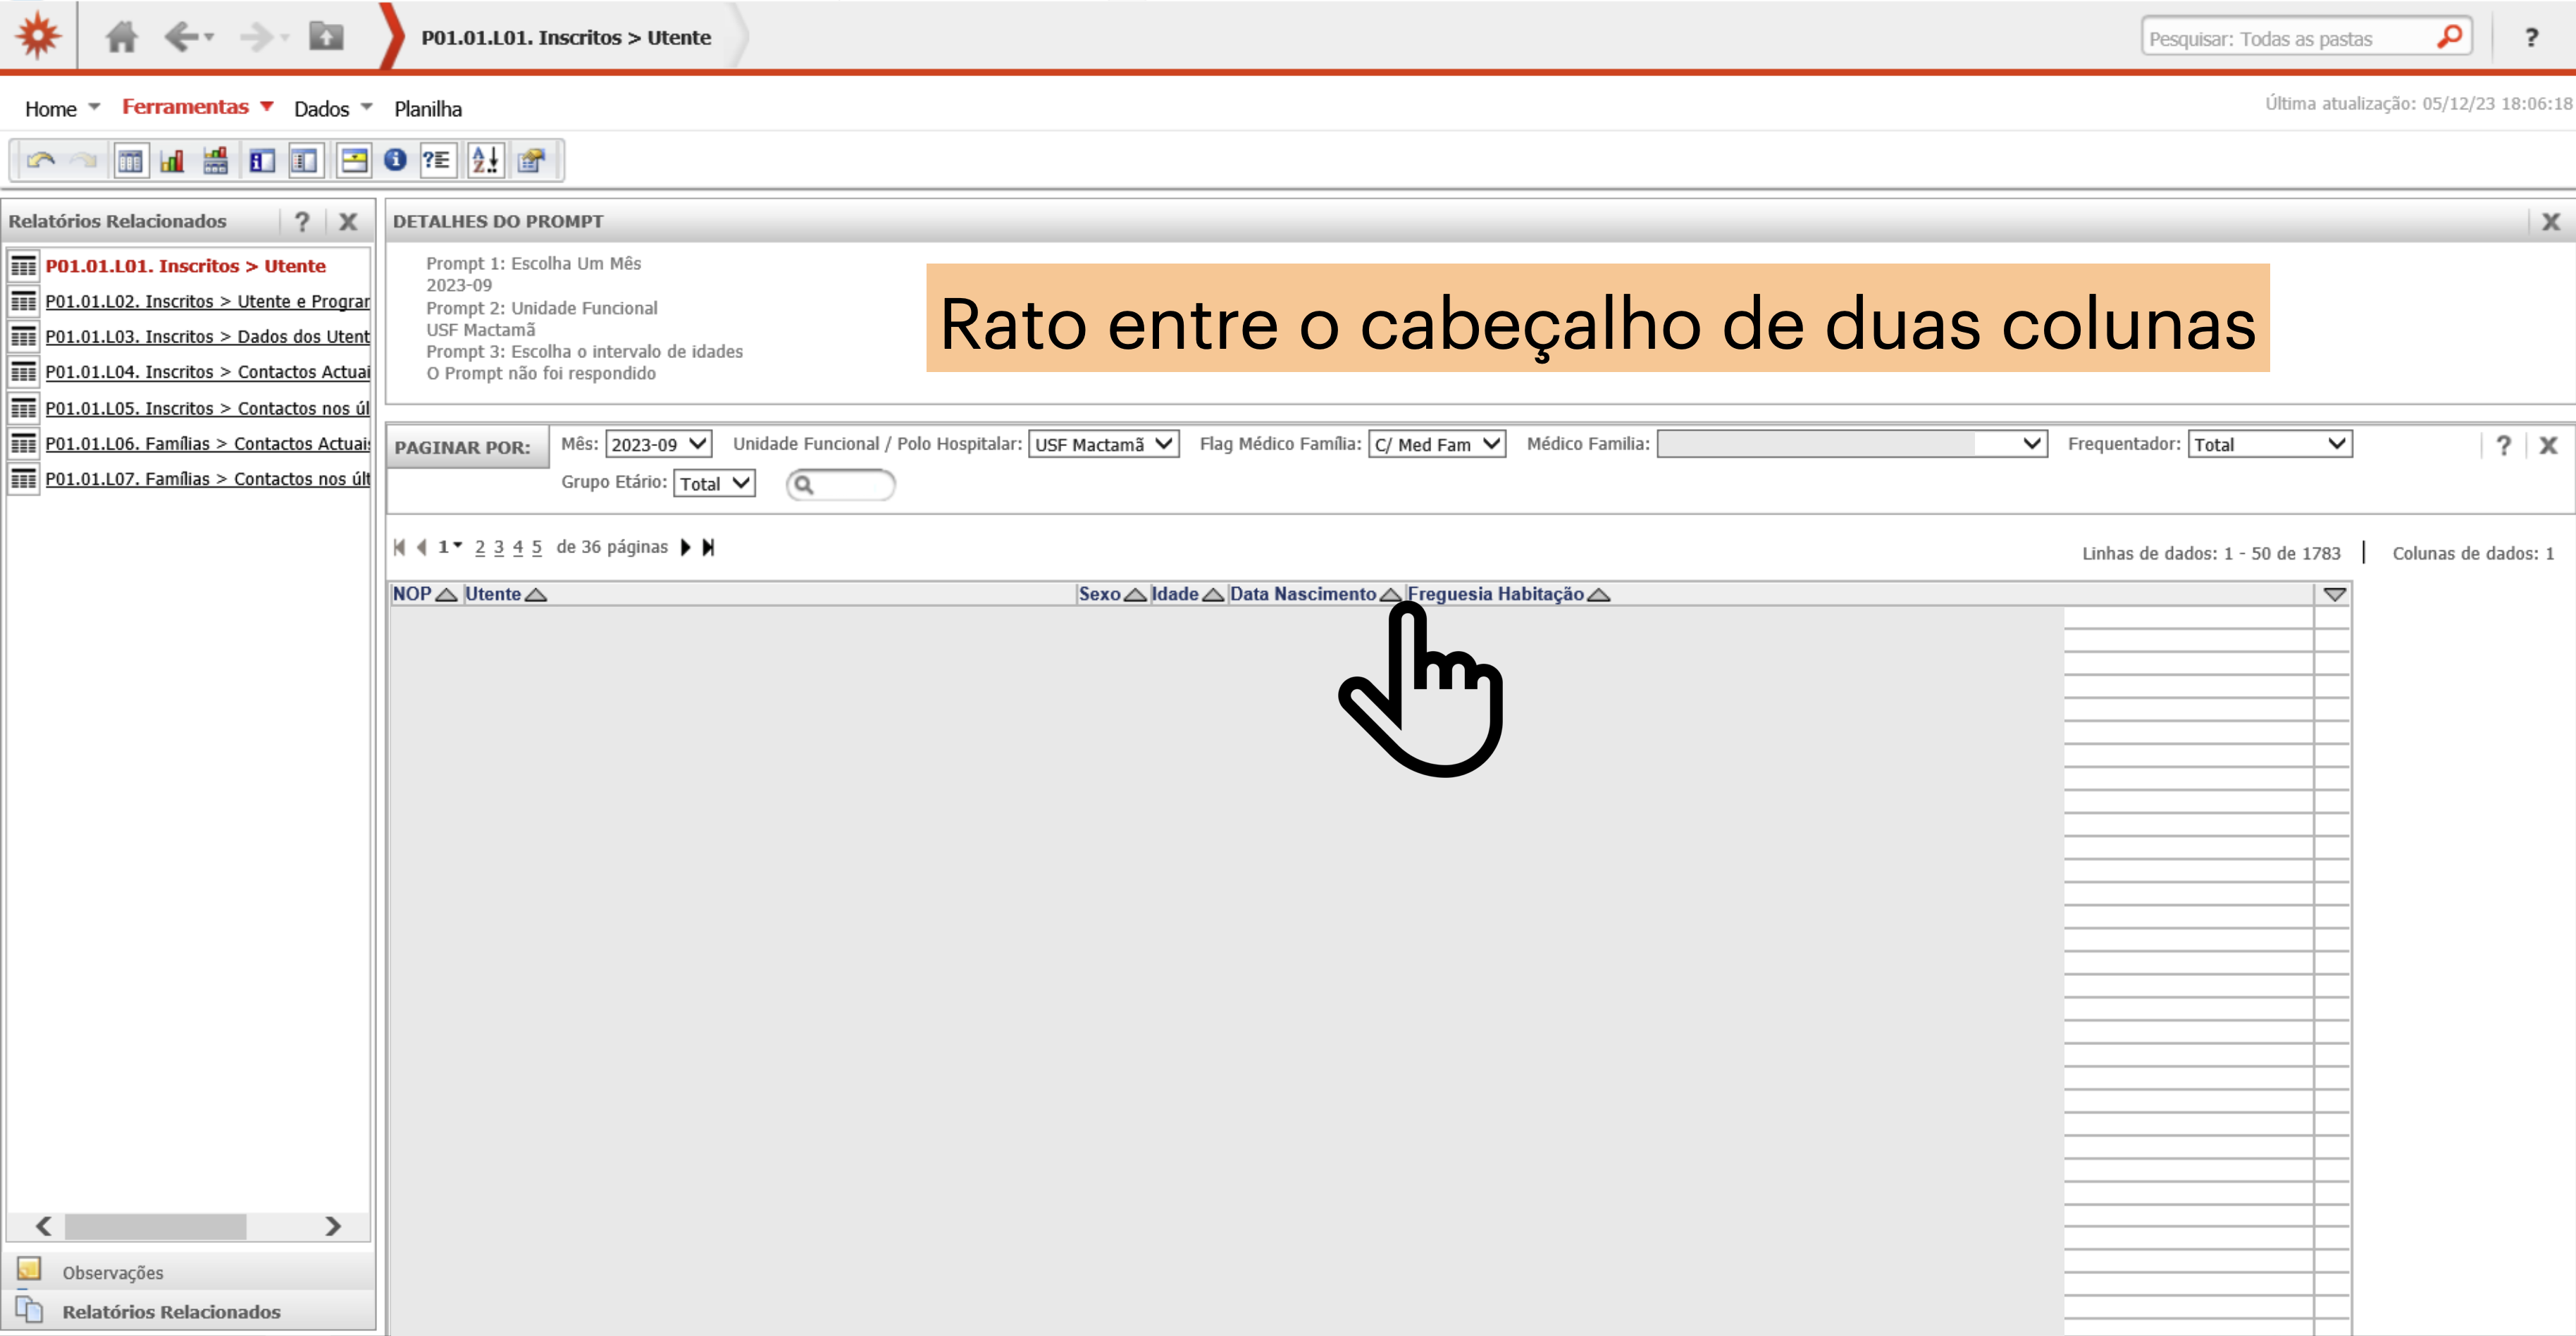 P01.01.L01. Inscritos > Utente
Pesquisar: Todas as pastas
?
Home Ferramentas Dados Planilha
Última atualização: 05/12/23 18:06:18
Relatórios Relacionados ? X
P01.01.L01. Inscritos > Utente
P01.01.L02. Inscritos > Utente e Prograr
P01.01.L03. Inscritos > Dados dos Utent
P01.01.L04. Inscritos > Contactos Actuai
P01.01.L05. Inscritos > Contactos nos úl
P01.01.L06. Famílias > Contactos Actuai
P01.01.L07. Famílias > Contactos nos últ
Observações
Relatórios Relacionados
DETALHES DO PROMPT X
Prompt 1: Escolha Um Mês
2023-09
Prompt 2: Unidade Funcional
USF Mactamã
Prompt 3: Escolha o intervalo de idades
O Prompt não foi respondido
Rato entre o cabeçalho de duas colunas
PAGINAR POR: Mês: 2023-09 Unidade Funcional / Polo Hospitalar: USF Mactamã Flag Médico Família: C/ Med Fam Médico Familia: Frequentador: Total ? X
Grupo Etário: Total
1 2 3 4 5 de 36 páginas
Linhas de dados: 1 - 50 de 1783 | Colunas de dados: 1
NOP Utente Sexo Idade Data Nascimento Freguesia Habitação